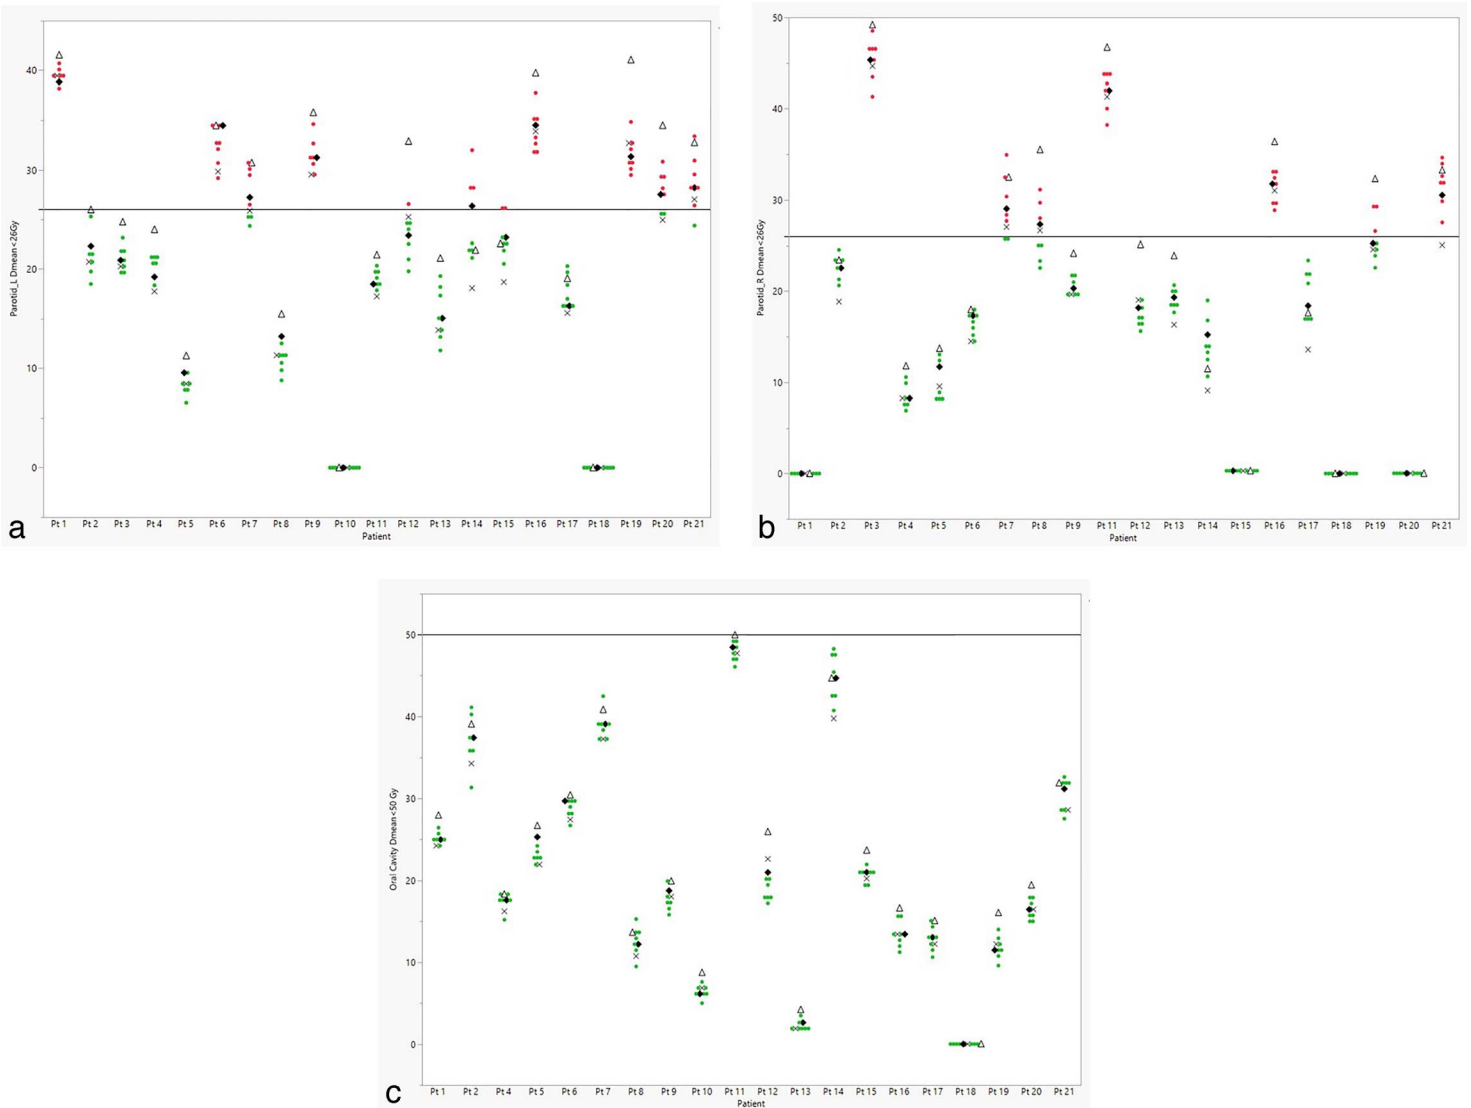 Parotid_L Dmean<26Gy
40
30
20
10
0
Pt 1 Pt 2 Pt 3 Pt 4 Pt 5 Pt 6 Pt 7 Pt 8 Pt 9 Pt 10 Pt 11 Pt 12 Pt 13 Pt 14 Pt 15 Pt 16 Pt 17 Pt 18 Pt 19 Pt 20 Pt 21
Patient
a
Parotid_R Dmean<26Gy
50
40
30
20
10
0
Pt 1 Pt 2 Pt 3 Pt 4 Pt 5 Pt 6 Pt 7 Pt 8 Pt 9 Pt 11 Pt 12 Pt 13 Pt 14 Pt 15 Pt 16 Pt 17 Pt 18 Pt 19 Pt 20 Pt 21
Patient
b
Oral Cavity Dmean<50 Gy
50
40
30
20
10
0
Pt 1 Pt 2 Pt 4 Pt 5 Pt 6 Pt 7 Pt 8 Pt 9 Pt 10 Pt 11 Pt 12 Pt 13 Pt 14 Pt 15 Pt 16 Pt 17 Pt 18 Pt 19 Pt 20 Pt 21
Patient
c